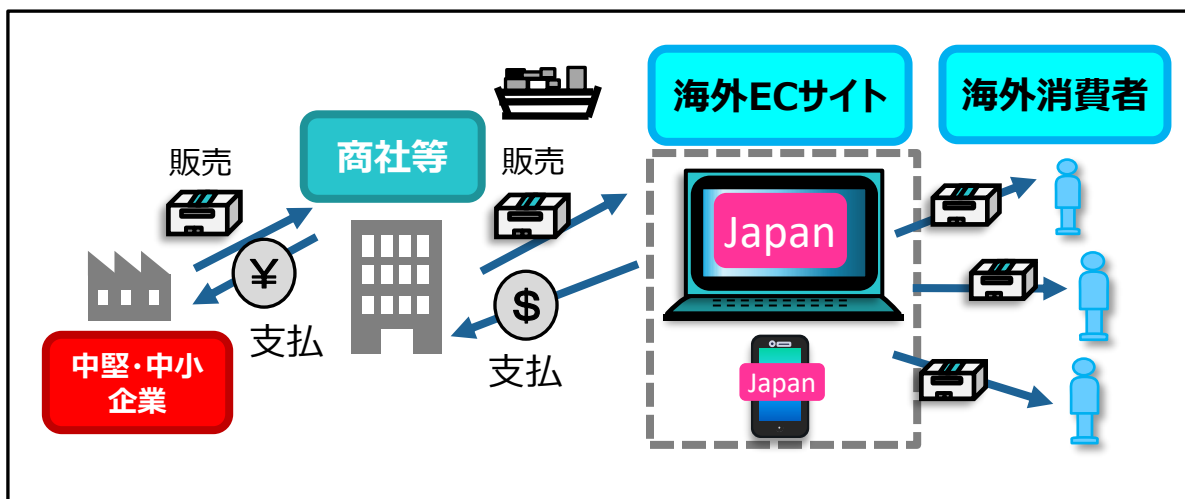 海外ECサイト
海外消費者
商社等
販売
販売
Japan
¥
$
支払
支払
Japan
中堅・中小
企業